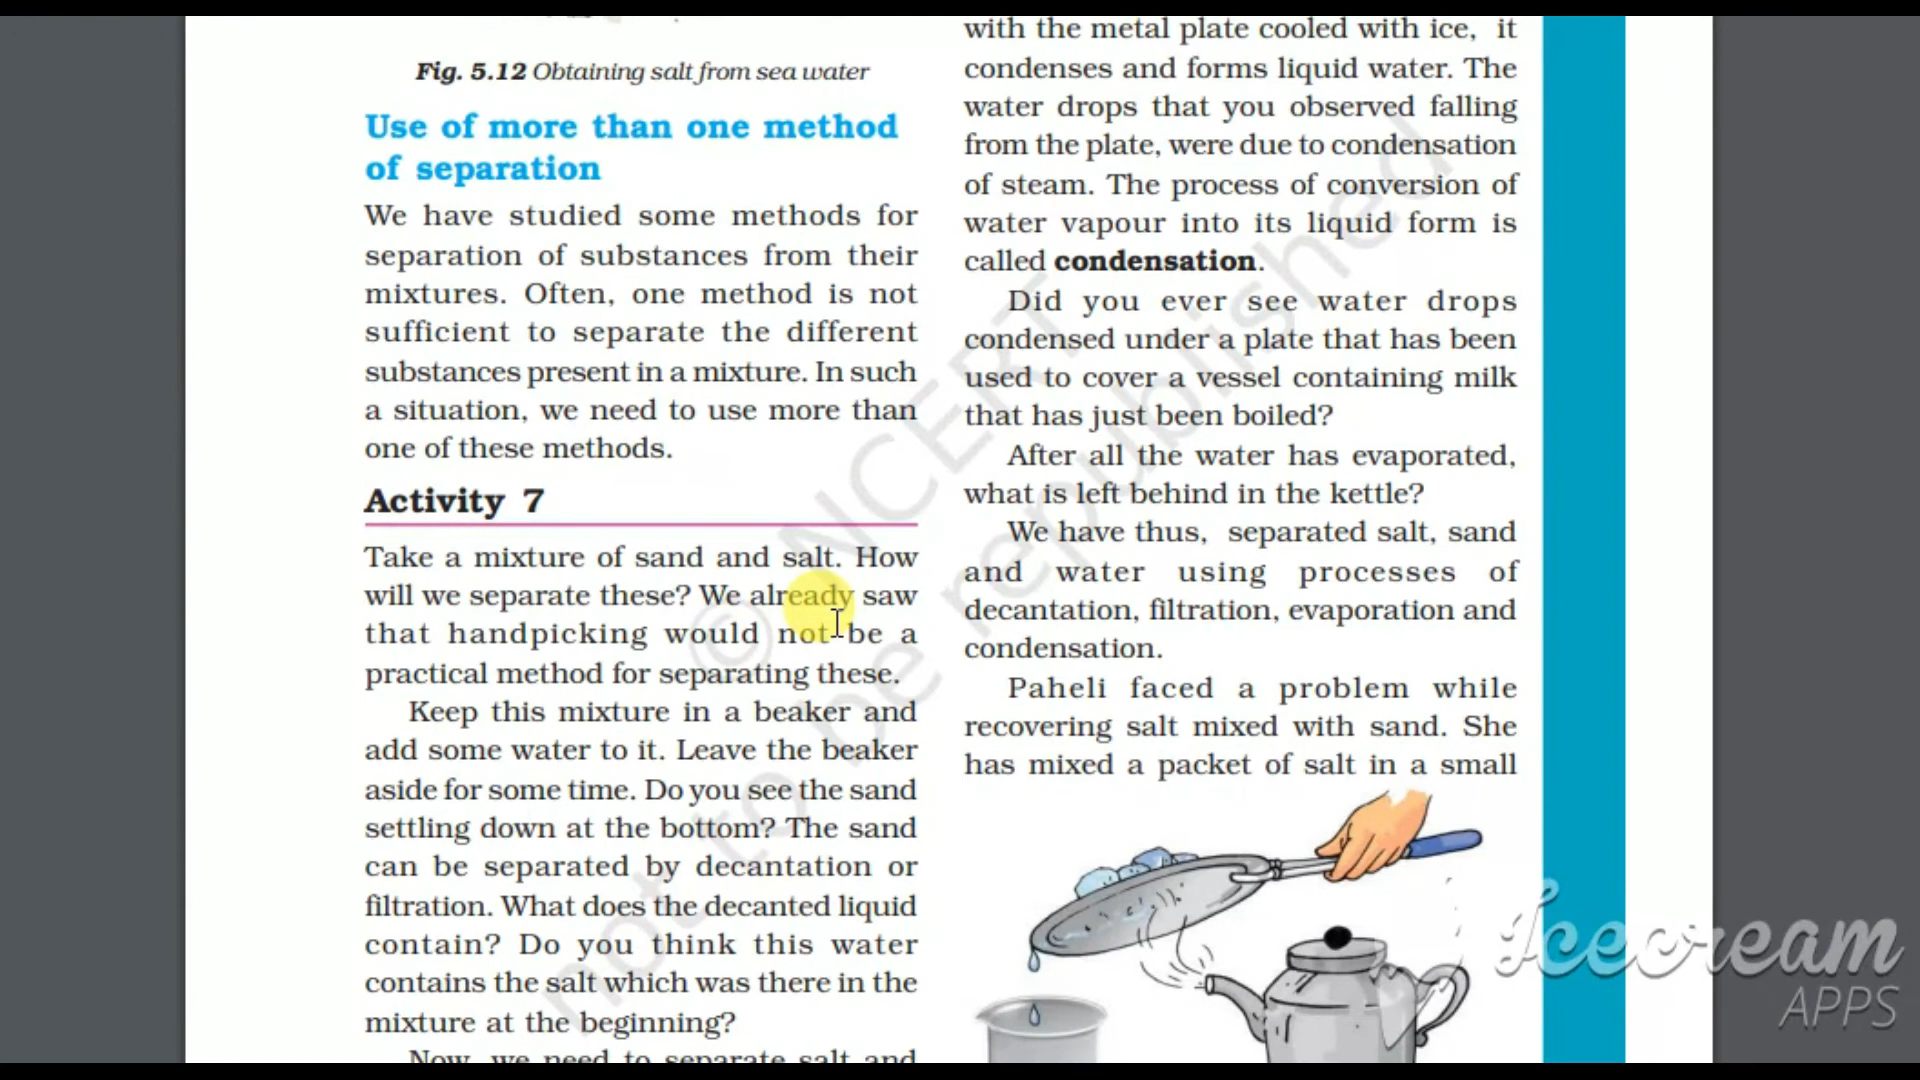 Fig. 5.12 Obtaining salt from sea water
Use of more than one method
of separation
We have studied some methods for
separation of substances from their
mixtures. Often, one method is not
sufficient to separate the different
substances present in a mixture. In such
a situation, we need to use more than
one of these methods.
Activity 7
Take a mixture of sand and salt. How
will we separate these? We already saw
that handpicking would not be a
practical method for separating these.
Keep this mixture in a beaker and
add some water to it. Leave the beaker
aside for some time. Do you see the sand
settling down at the bottom? The sand
can be separated by decantation or
filtration. What does the decanted liquid
contain? Do you think this water
contains the salt which was there in the
mixture at the beginning?
Now, we need to separate salt and
with the metal plate cooled with ice, it
condenses and forms liquid water. The
water drops that you observed falling
from the plate, were due to condensation
of steam. The process of conversion of
water vapour into its liquid form is
called condensation.
Did you ever see water drops
condensed under a plate that has been
used to cover a vessel containing milk
that has just been boiled?
After all the water has evaporated,
what is left behind in the kettle?
We have thus, separated salt, sand
and water using processes of
decantation, filtration, evaporation and
condensation.
Paheli faced a problem while
recovering salt mixed with sand. She
has mixed a packet of salt in a small
© NCERT
not to be republished
Icecream
APPS